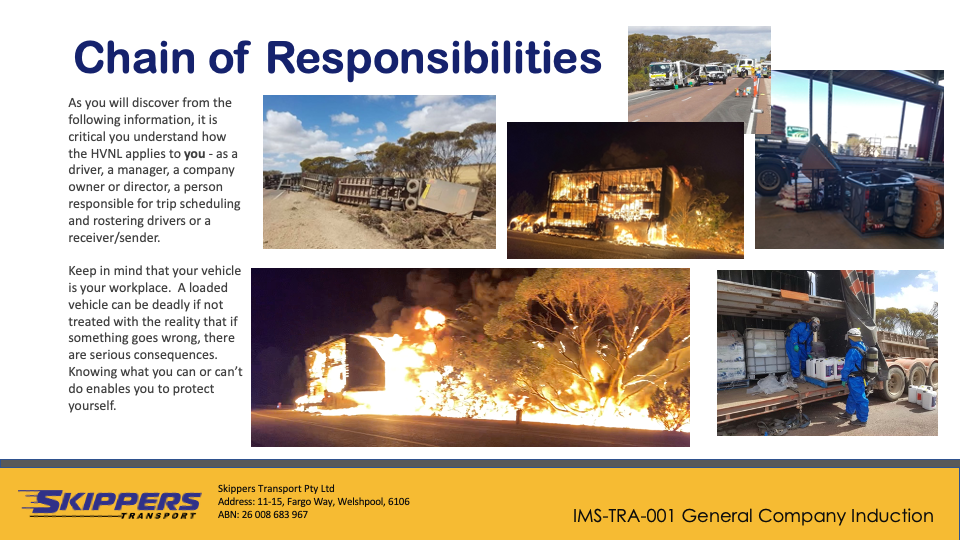 Chain of Responsibilities
As you will discover from the
following information, it is
critical you understand how
the HVNL applies to you - as a
driver, a manager, a company
owner or director, a person
responsible for trip scheduling
and rostering drivers or a
receiver/sender.
Keep in mind that your vehicle
is your workplace.  A loaded
vehicle can be deadly if not
treated with the reality that if
something goes wrong, there
are serious consequences.
Knowing what you can or can’t
do enables you to protect
yourself.
SKIPPERS
TRANSPORT
Skippers Transport Pty Ltd
Address: 11-15, Fargo Way, Welshpool, 6106
ABN: 26 008 683 967
IMS-TRA-001 General Company Induction